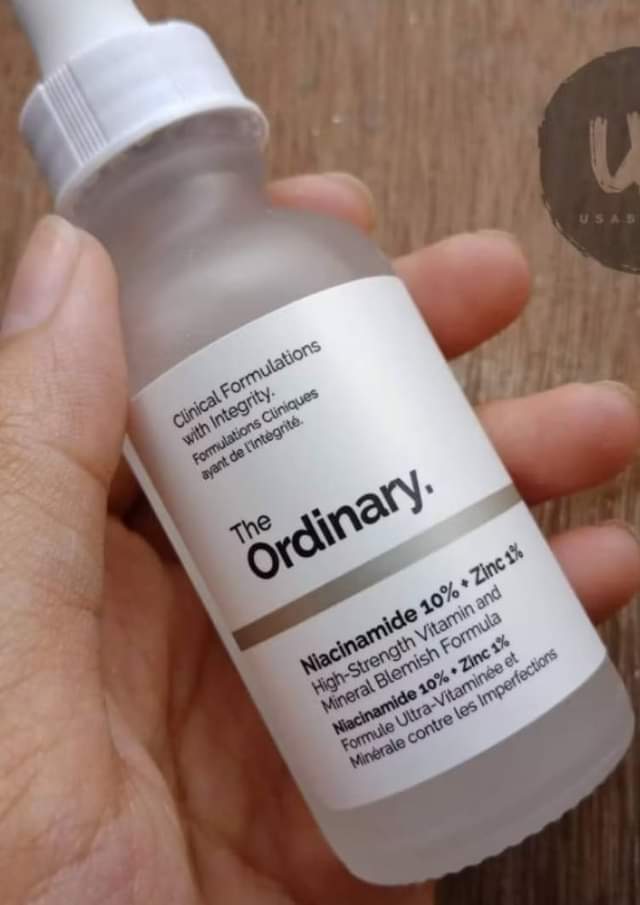 Clinical Formulations
with Integrity.
Formulations Cliniques
ayant de l'intégrité.
The
Ordinary.
Niacinamide 10% + Zinc 1%
High-Strength Vitamin and
Mineral Blemish Formula
Niacinamide 10% + Zinc 1%
Formule Ultra-Vitaminée et
Minérale contre les Imperfections